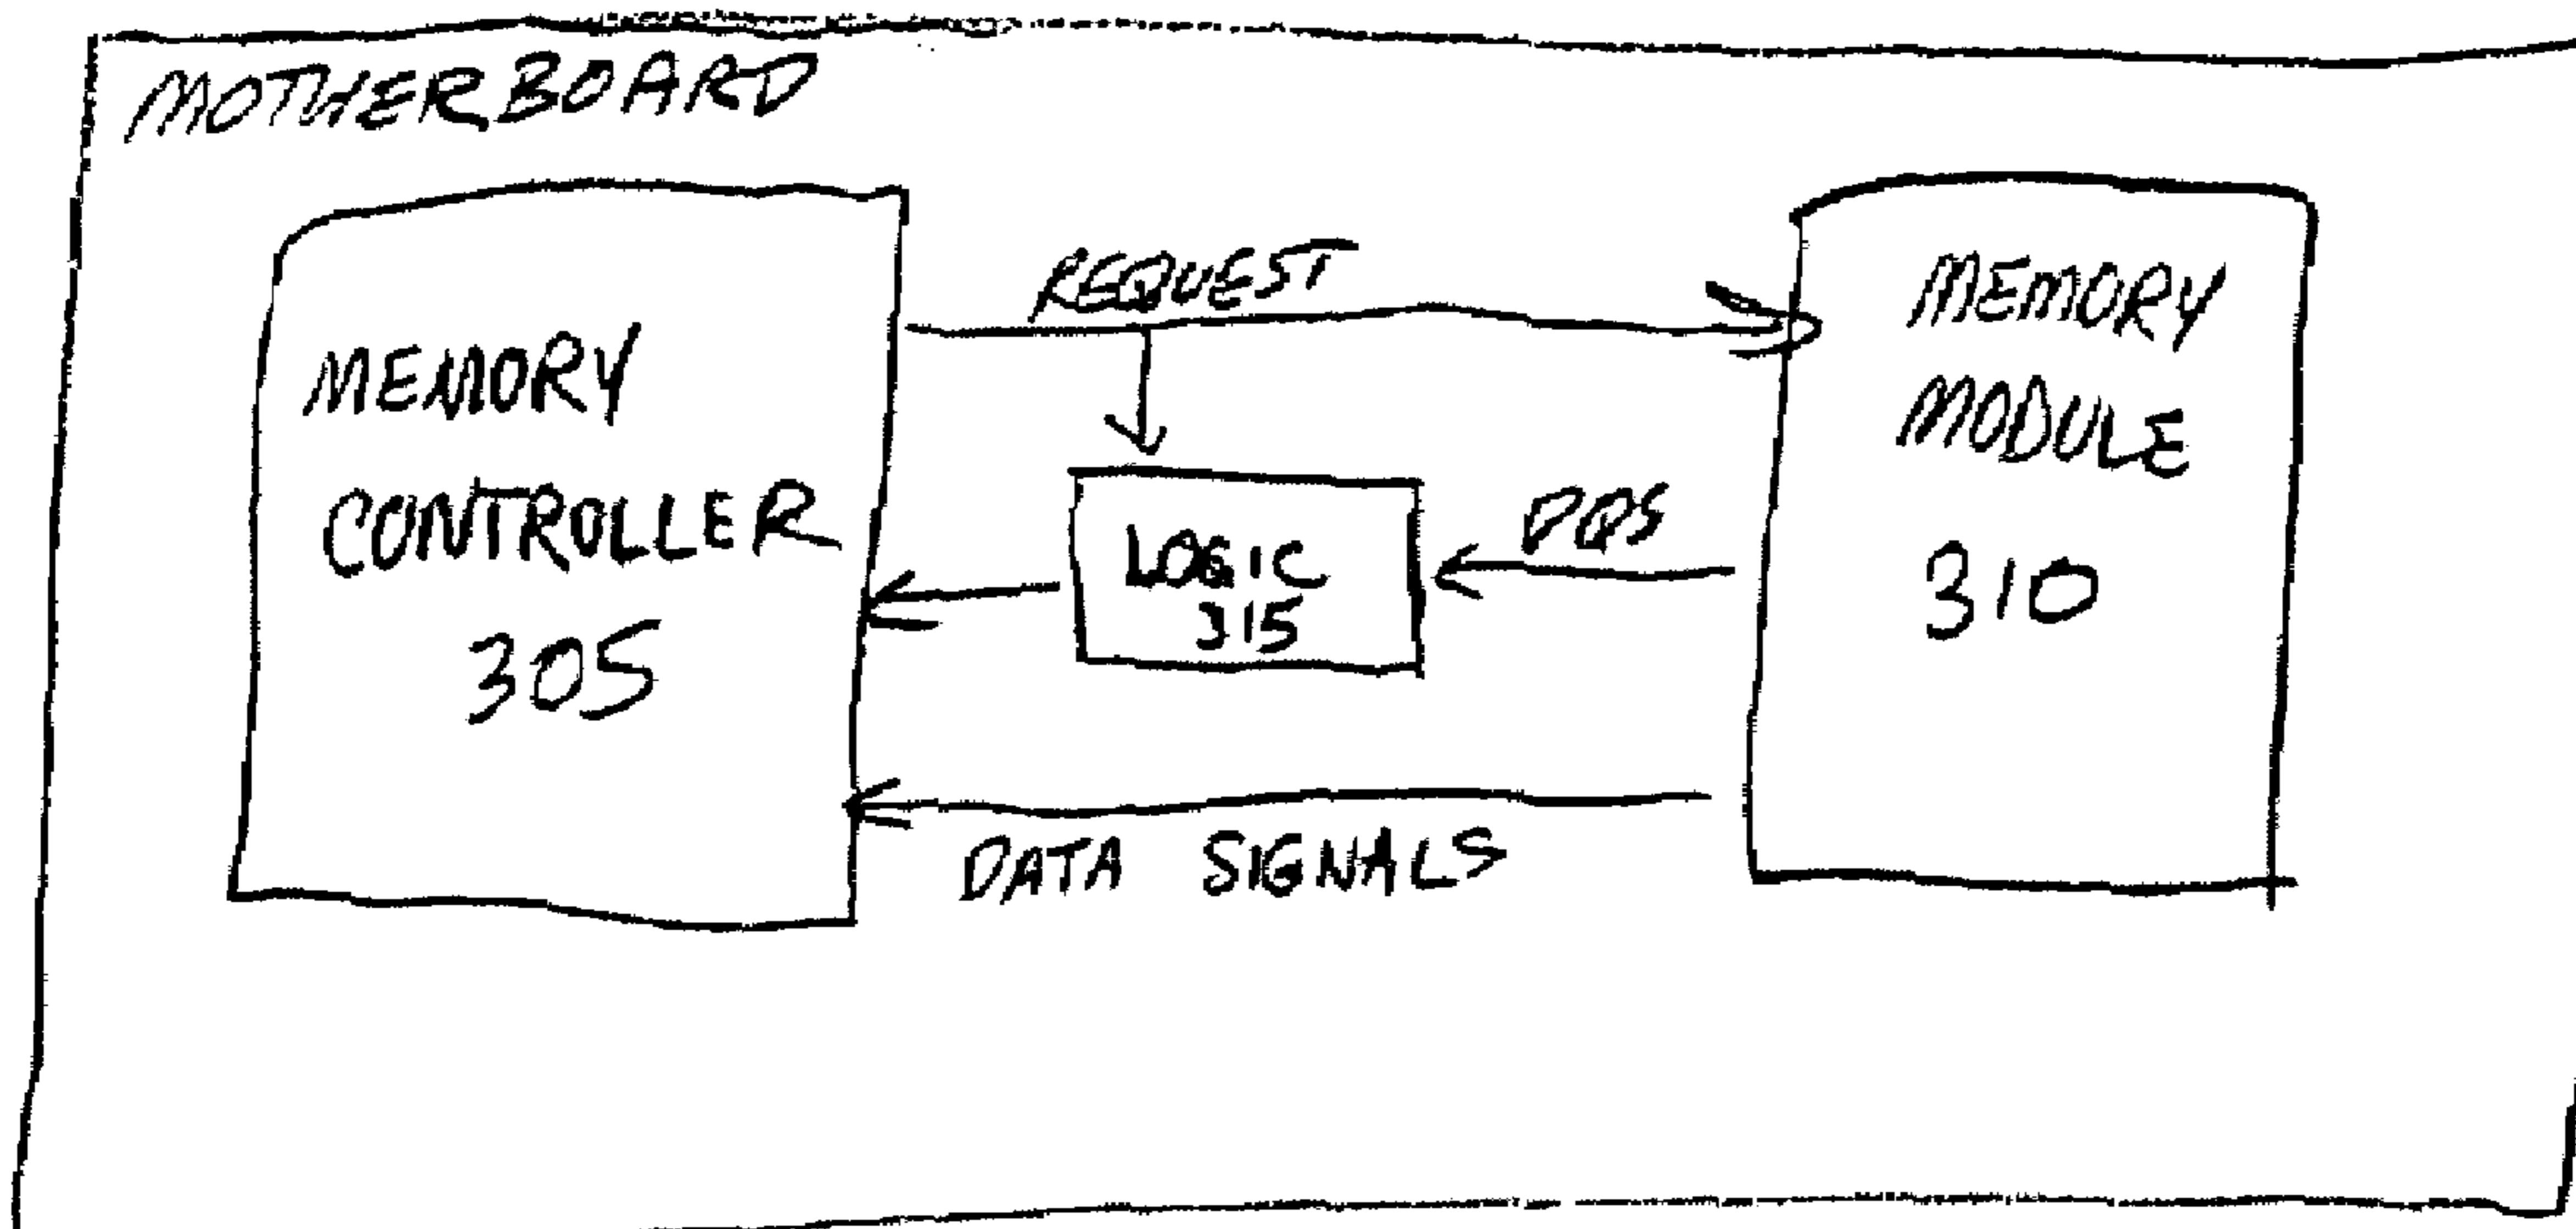 MOTHERBOARD
REQUEST
MEMORY
CONTROLLER
305
LOGIC
315
DQS
MEMORY
MODULE
310
DATA SIGNALS